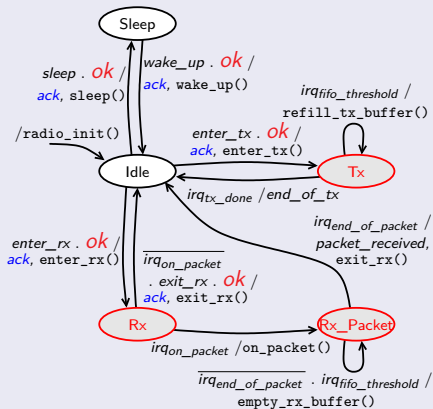 Sleep
sleep . ok /
ack, sleep()
wake_up . ok /
ack, wake_up()
irq_fifo_threshold /
refill_tx_buffer()
/radio_init()
enter_tx . ok /
ack, enter_tx()
Idle
Tx
irq_tx_done /end_of_tx
enter_rx . ok /
ack, enter_rx()
irq_on_packet
. exit_rx . ok /
ack, exit_rx()
irq_end_of_packet /
packet_received,
exit_rx()
Rx
Rx_Packet
irq_on_packet /on_packet()
irq_end_of_packet . irq_fifo_threshold /
empty_rx_buffer()